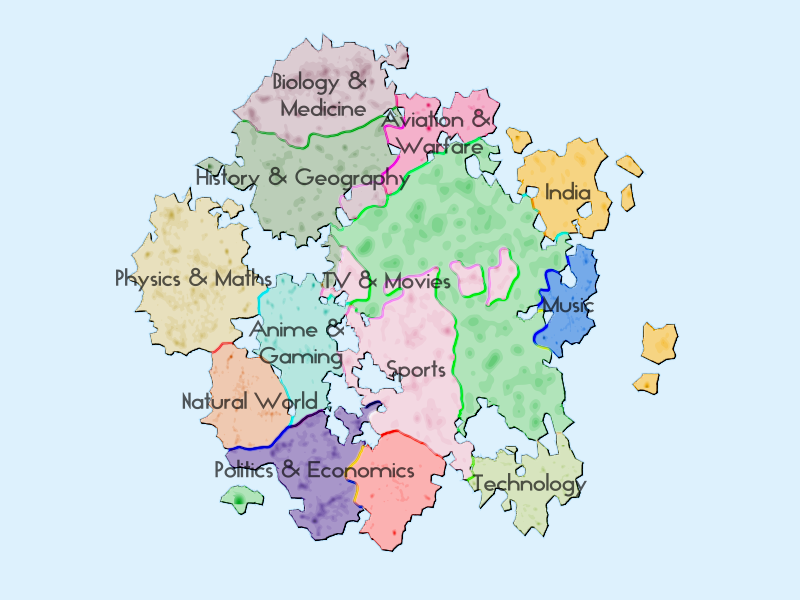 Biology &
Medicine
Aviation &
Warfare
History & Geography
India
Physics & Maths
TV & Movies
Music
Anime &
Gaming
Sports
Natural World
Politics & Economics
Technology